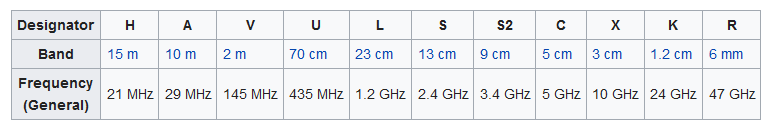 Designator H A V U L S S2 C X K R
Band 15 m 10 m 2 m 70 cm 23 cm 13 cm 9 cm 5 cm 3 cm 1.2 cm 6 mm
Frequency
(General) 21 MHz 29 MHz 145 MHz 435 MHz 1.2 GHz 2.4 GHz 3.4 GHz 5 GHz 10 GHz 24 GHz 47 GHz